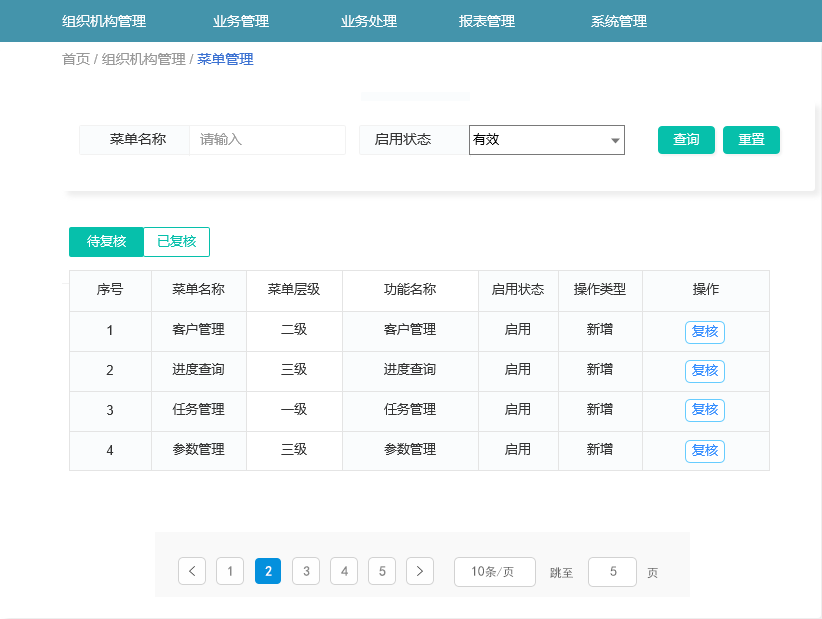 组织机构管理 业务管理 业务处理 报表管理 系统管理
首页 / 组织机构管理 / 菜单管理
菜单名称 请输入 启用状态 有效 查询 重置
待复核 已复核
序号 菜单名称 菜单层级 功能名称 启用状态 操作类型 操作
1 客户管理 二级 客户管理 启用 新增 复核
2 进度查询 三级 进度查询 启用 新增 复核
3 任务管理 一级 任务管理 启用 新增 复核
4 参数管理 三级 参数管理 启用 新增 复核
< 1 2 3 4 5 > 10条/页 跳至 5 页